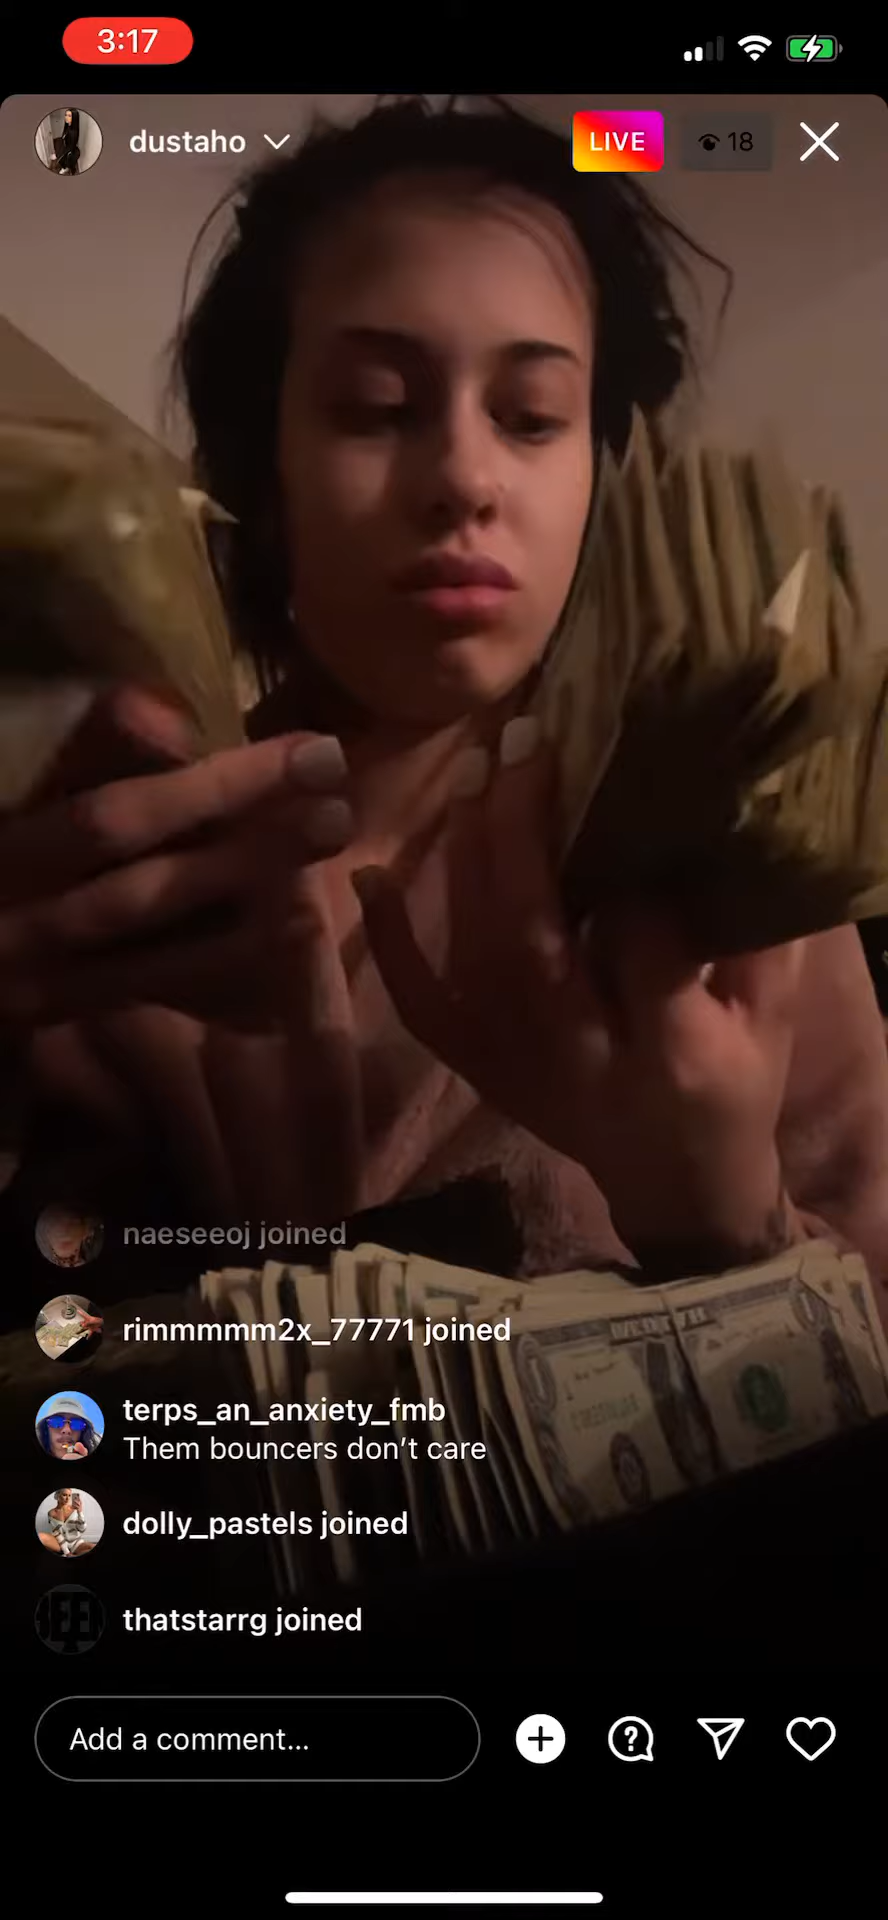 3:17
dustaho
LIVE
18
naeseeoj joined
rimmmmm2x_77771 joined
terps_an_anxiety_fmb
Them bouncers don’t care
dolly_pastels joined
thatstarrg joined
Add a comment...